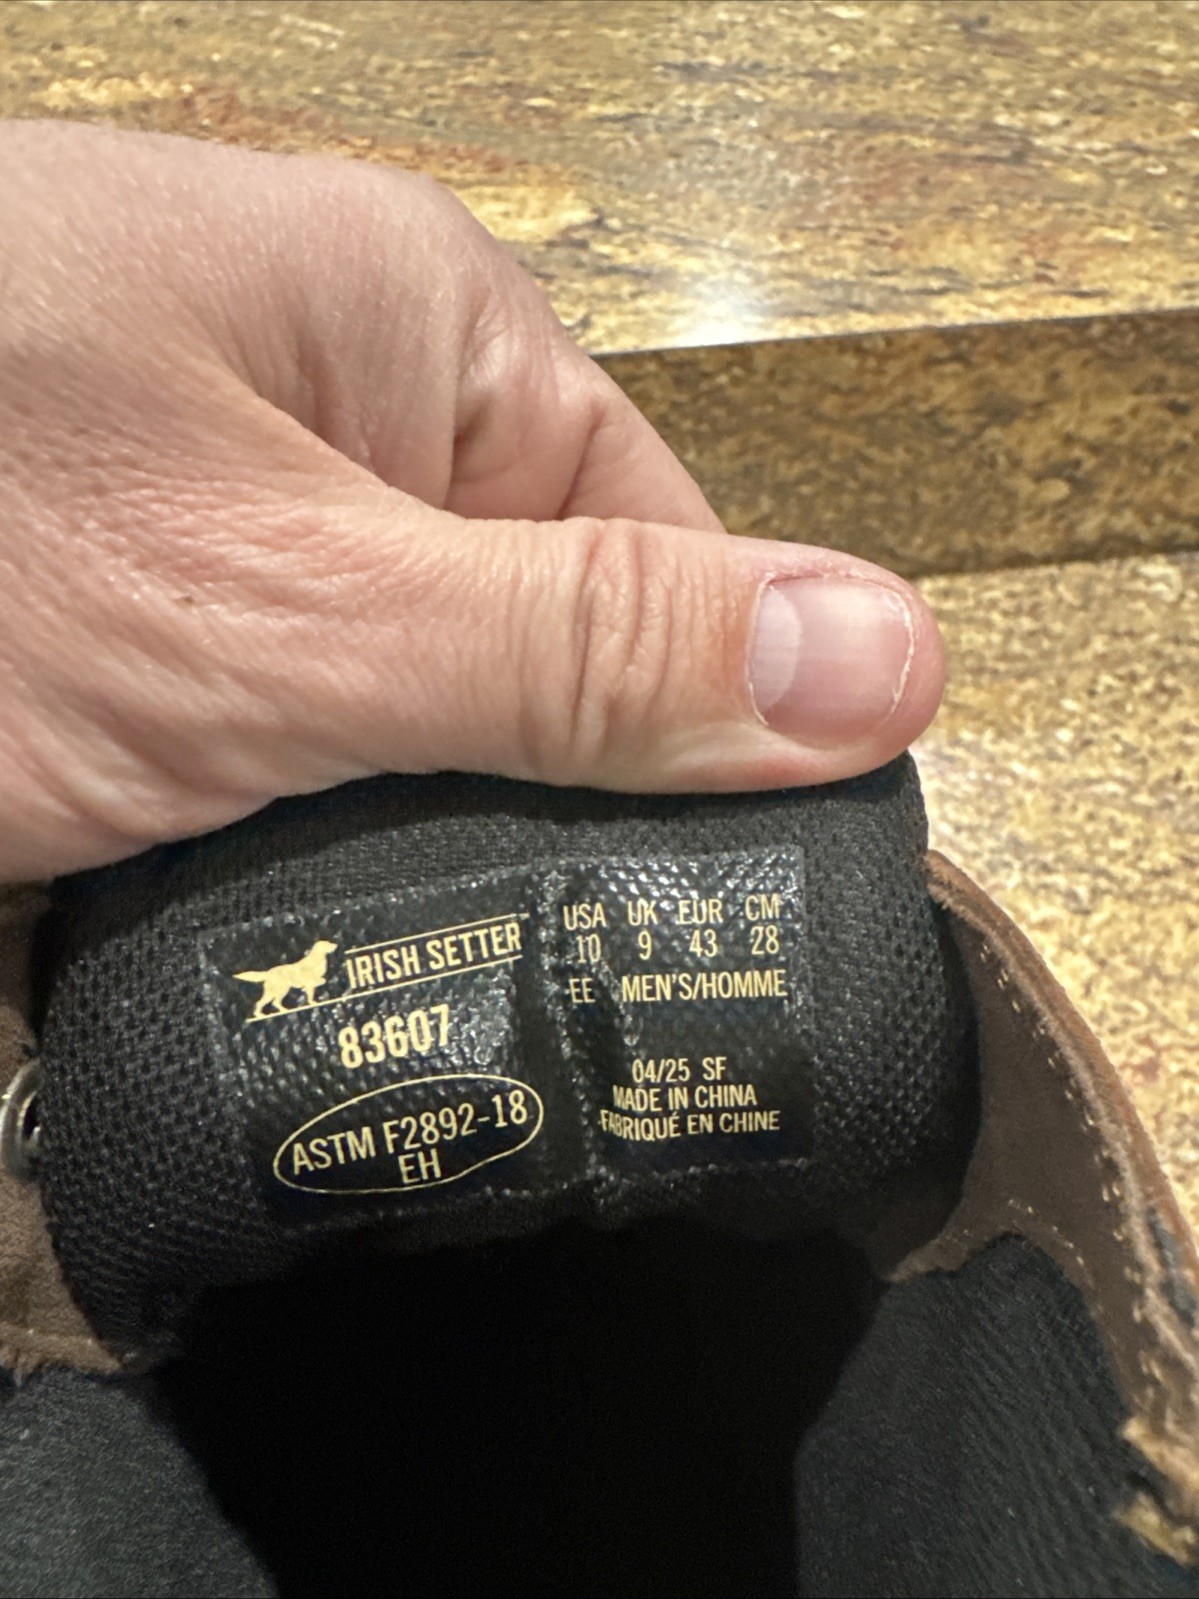 IRISH SETTER
83607
ASTM F2892-18
EH
USA UK EUR CM
10 9 43 28
EE MEN'S/HOMME
04/25 SF
MADE IN CHINA
FABRIQUÉ EN CHINE